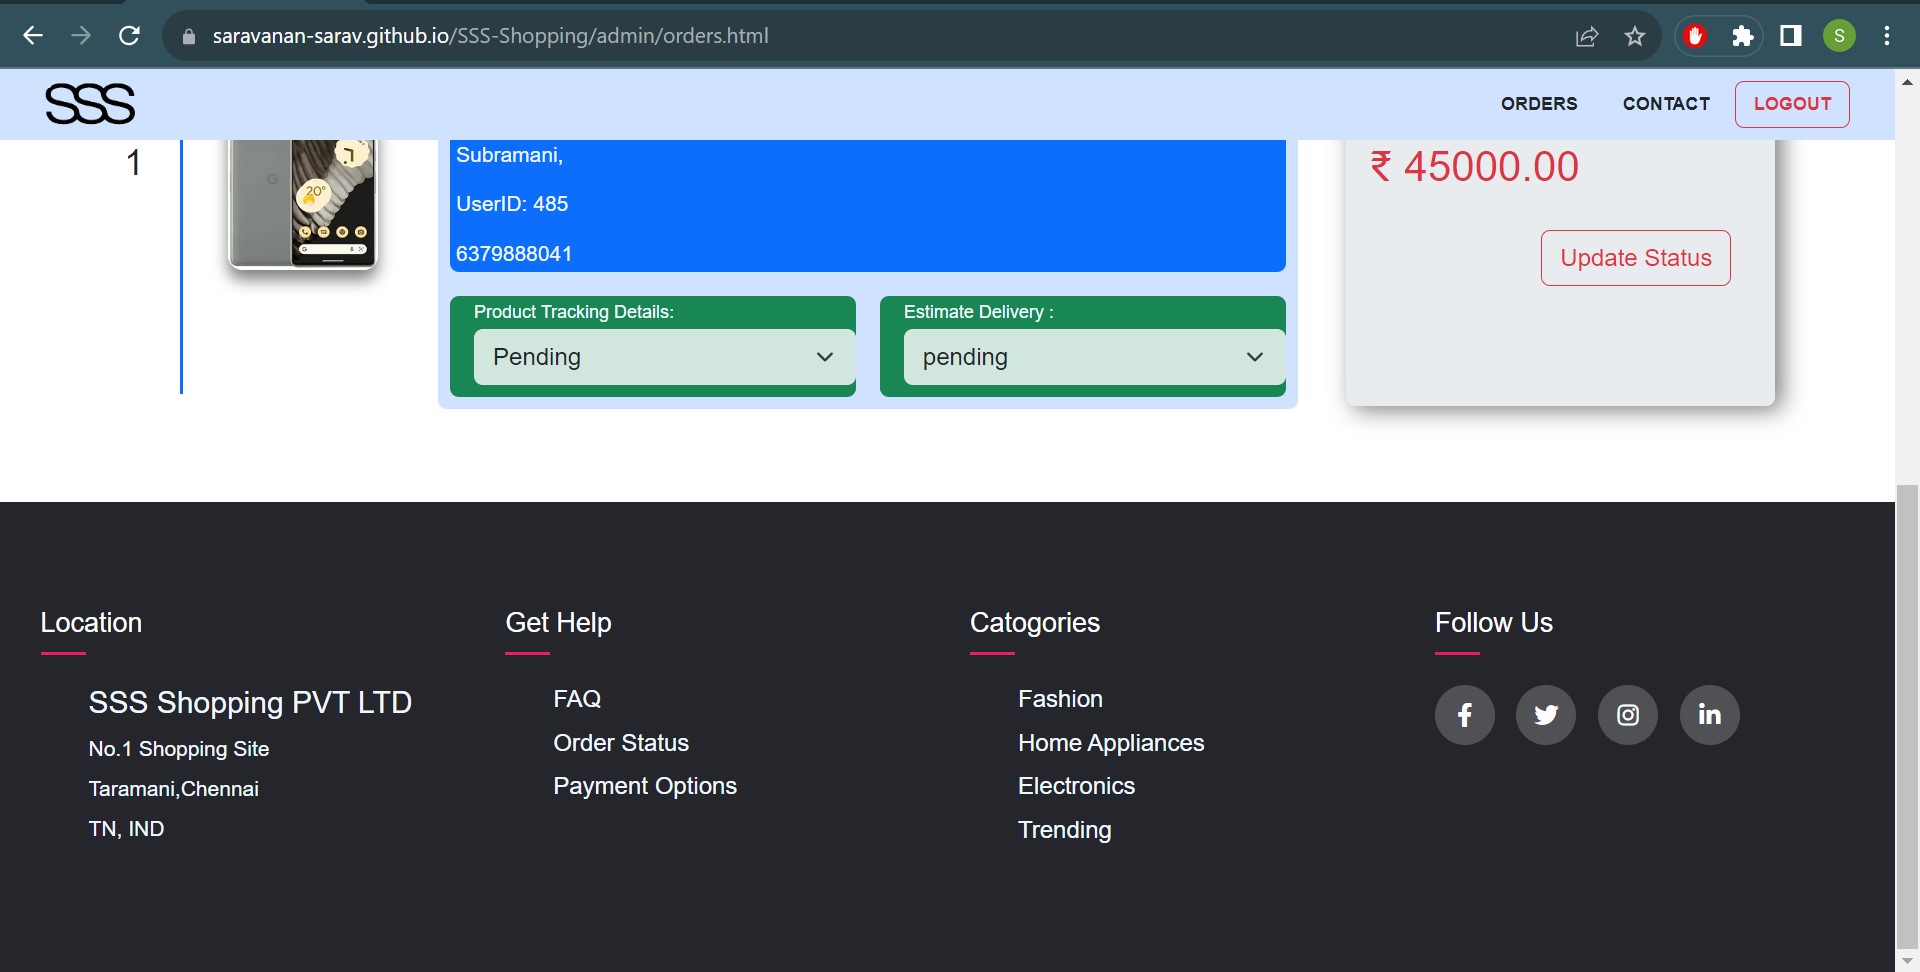 saravanan-sarav.github.io/SSS-Shopping/admin/orders.html
S
SSS
ORDERS
CONTACT
LOGOUT
1
G
20°
G
Subramani,
UserID: 485
6379888041
₹ 45000.00
Update Status
Product Tracking Details:
Pending
Estimate Delivery :
pending
Location
SSS Shopping PVT LTD
No.1 Shopping Site
Taramani,Chennai
TN, IND
Get Help
FAQ
Order Status
Payment Options
Catogories
Fashion
Home Appliances
Electronics
Trending
Follow Us